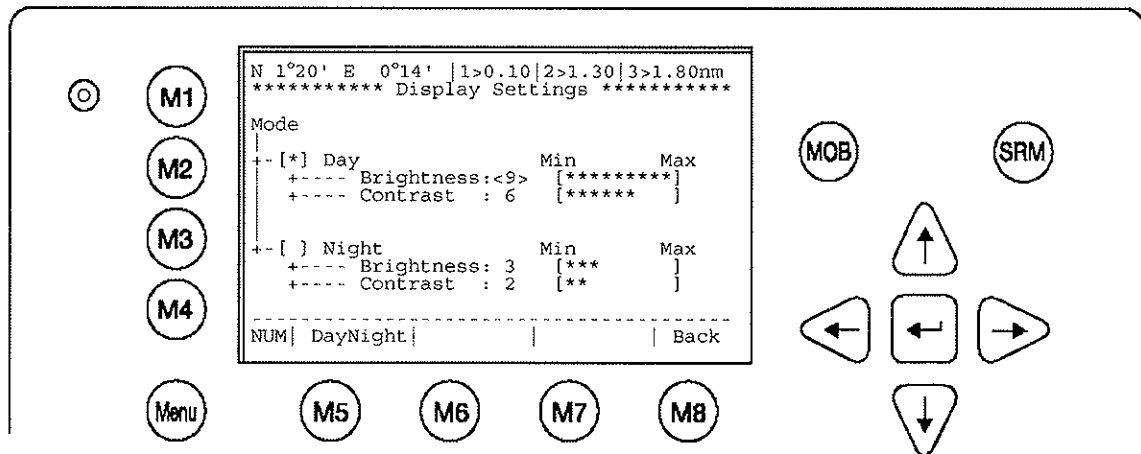 N 1°20' E 0°14' |1>0.10|2>1.30|3>1.80nm
*********** Display Settings ***********
Mode
+-[*] Day Min Max
+---- Brightness:<9> [*********]
+---- Contrast : 6 [****** ]
+-[ ] Night Min Max
+---- Brightness: 3 [*** ]
+---- Contrast : 2 [** ]
NUM| DayNight| | | Back
M1
M2
M3
M4
Menu
M5
M6
M7
M8
MOB
SRM